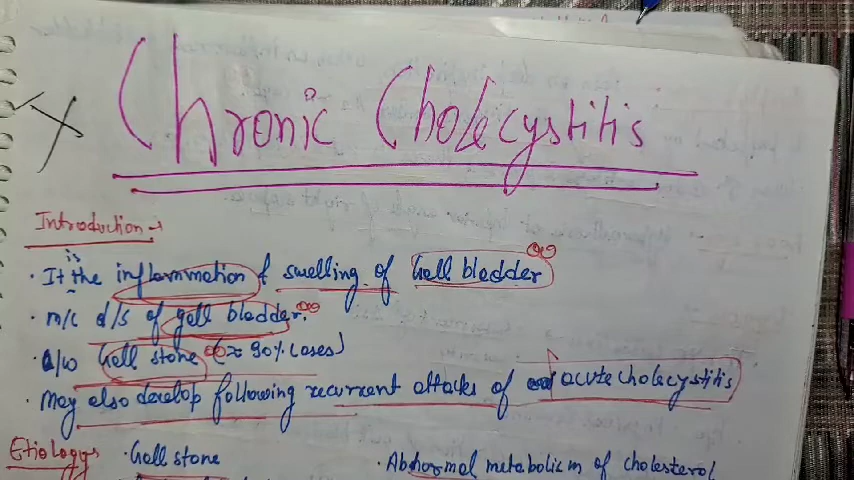 Chronic Cholecystitis
Introduction →
• It is the inflammation & swelling of Gall bladder
• m/c d/s of gall bladder.
• a/w Gall stone (≈ 90% Cases)
• may also develop following recurrent attacks of acute cholecystitis
Etiology → • Gall stone • Abnormal metabolism of cholesterol